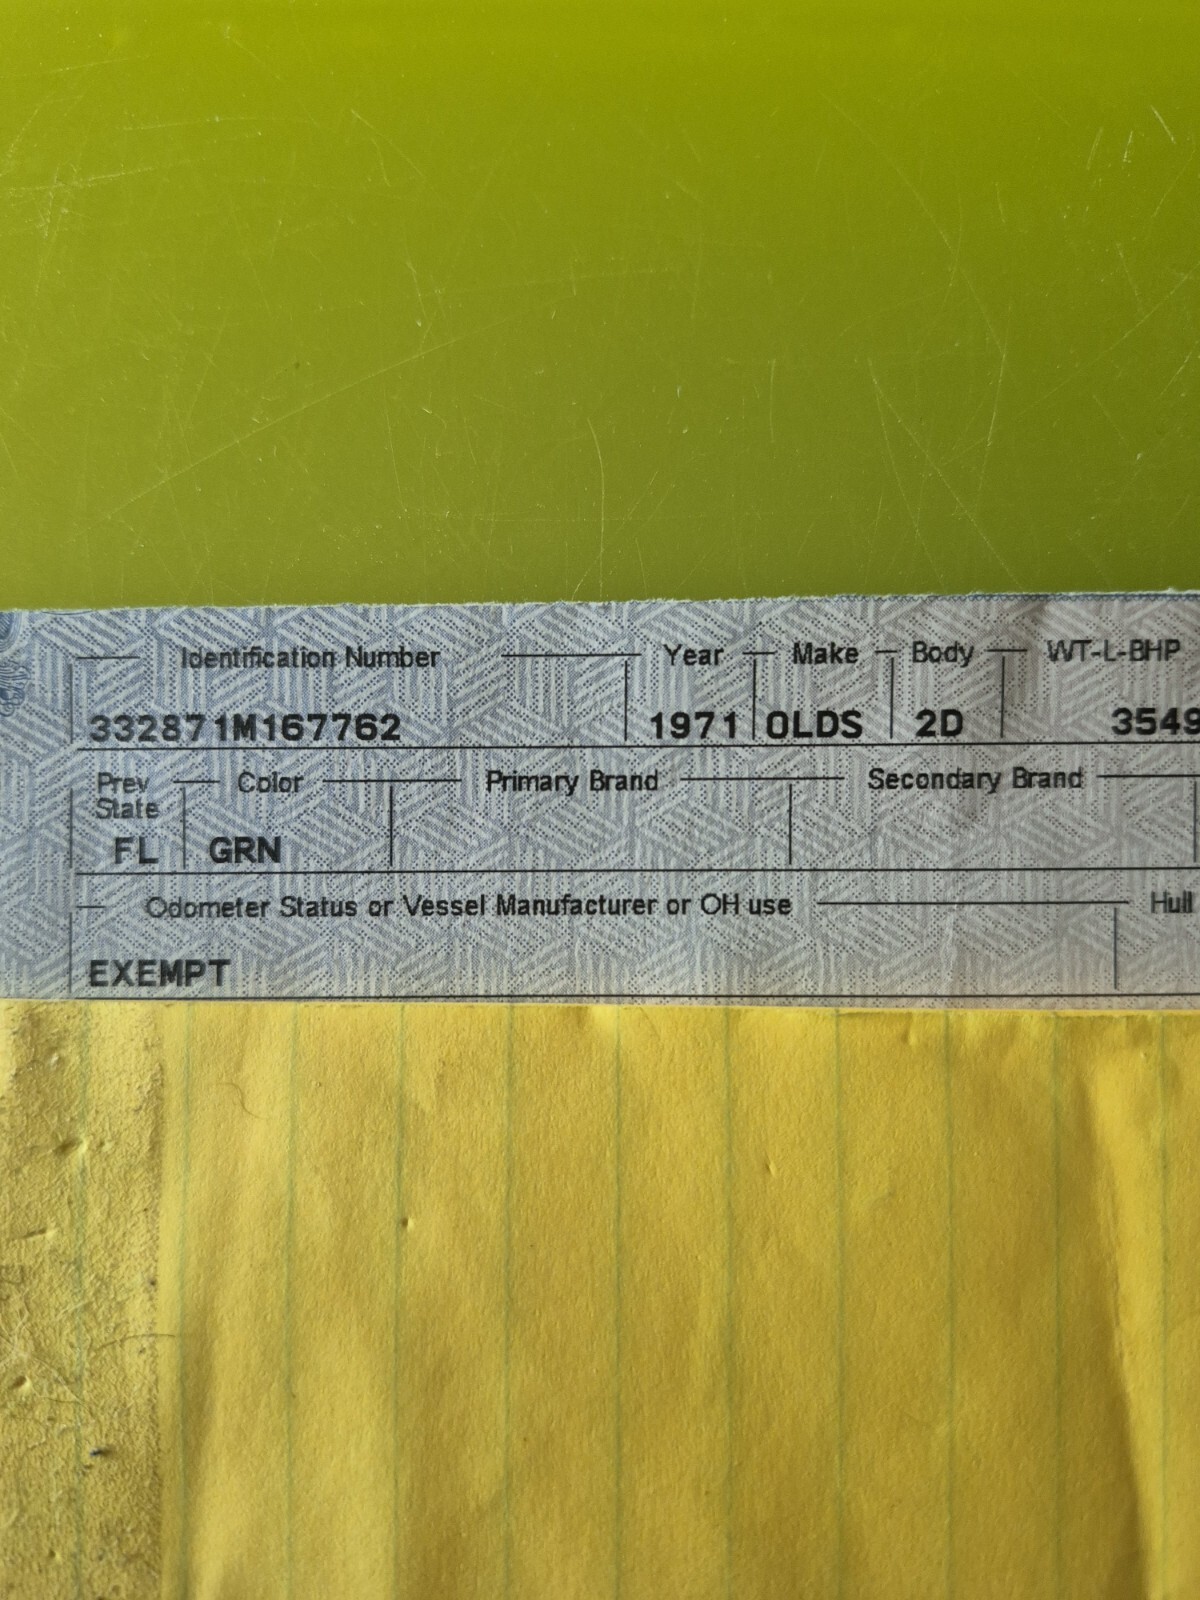 Identification Number Year Make Body WT-L-BHP
332871M167762 1971 OLDS 2D 3549
Prev State Color Primary Brand Secondary Brand
FL GRN
Odometer Status or Vessel Manufacturer or OH use Hull
EXEMPT